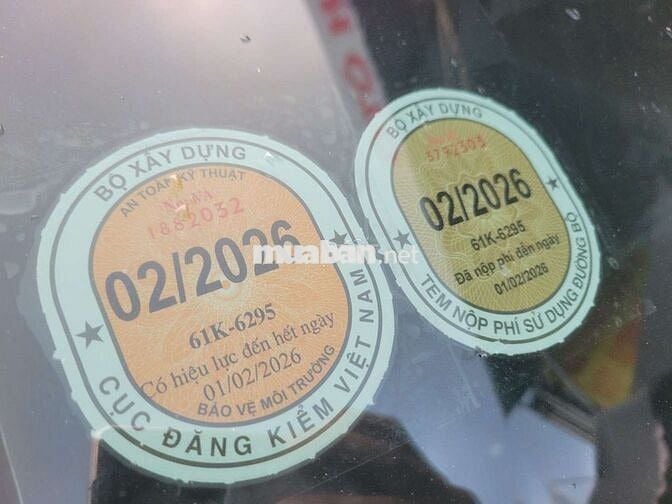 BỘ XÂY DỰNG
AN TOÀN KỸ THUẬT
1882032
02/2026
61K-6295
Có hiệu lực đến hết ngày
01/02/2026
BẢO VỆ MÔI TRƯỜNG
CỤC ĐĂNG KIỂM VIỆT NAM
BỘ XÂY DỰNG
3792303
02/2026
61K-6295
Đã nộp phí đến ngày
01/02/2026
TEM NỘP PHÍ SỬ DỤNG ĐƯỜNG BỘ
muaban.net